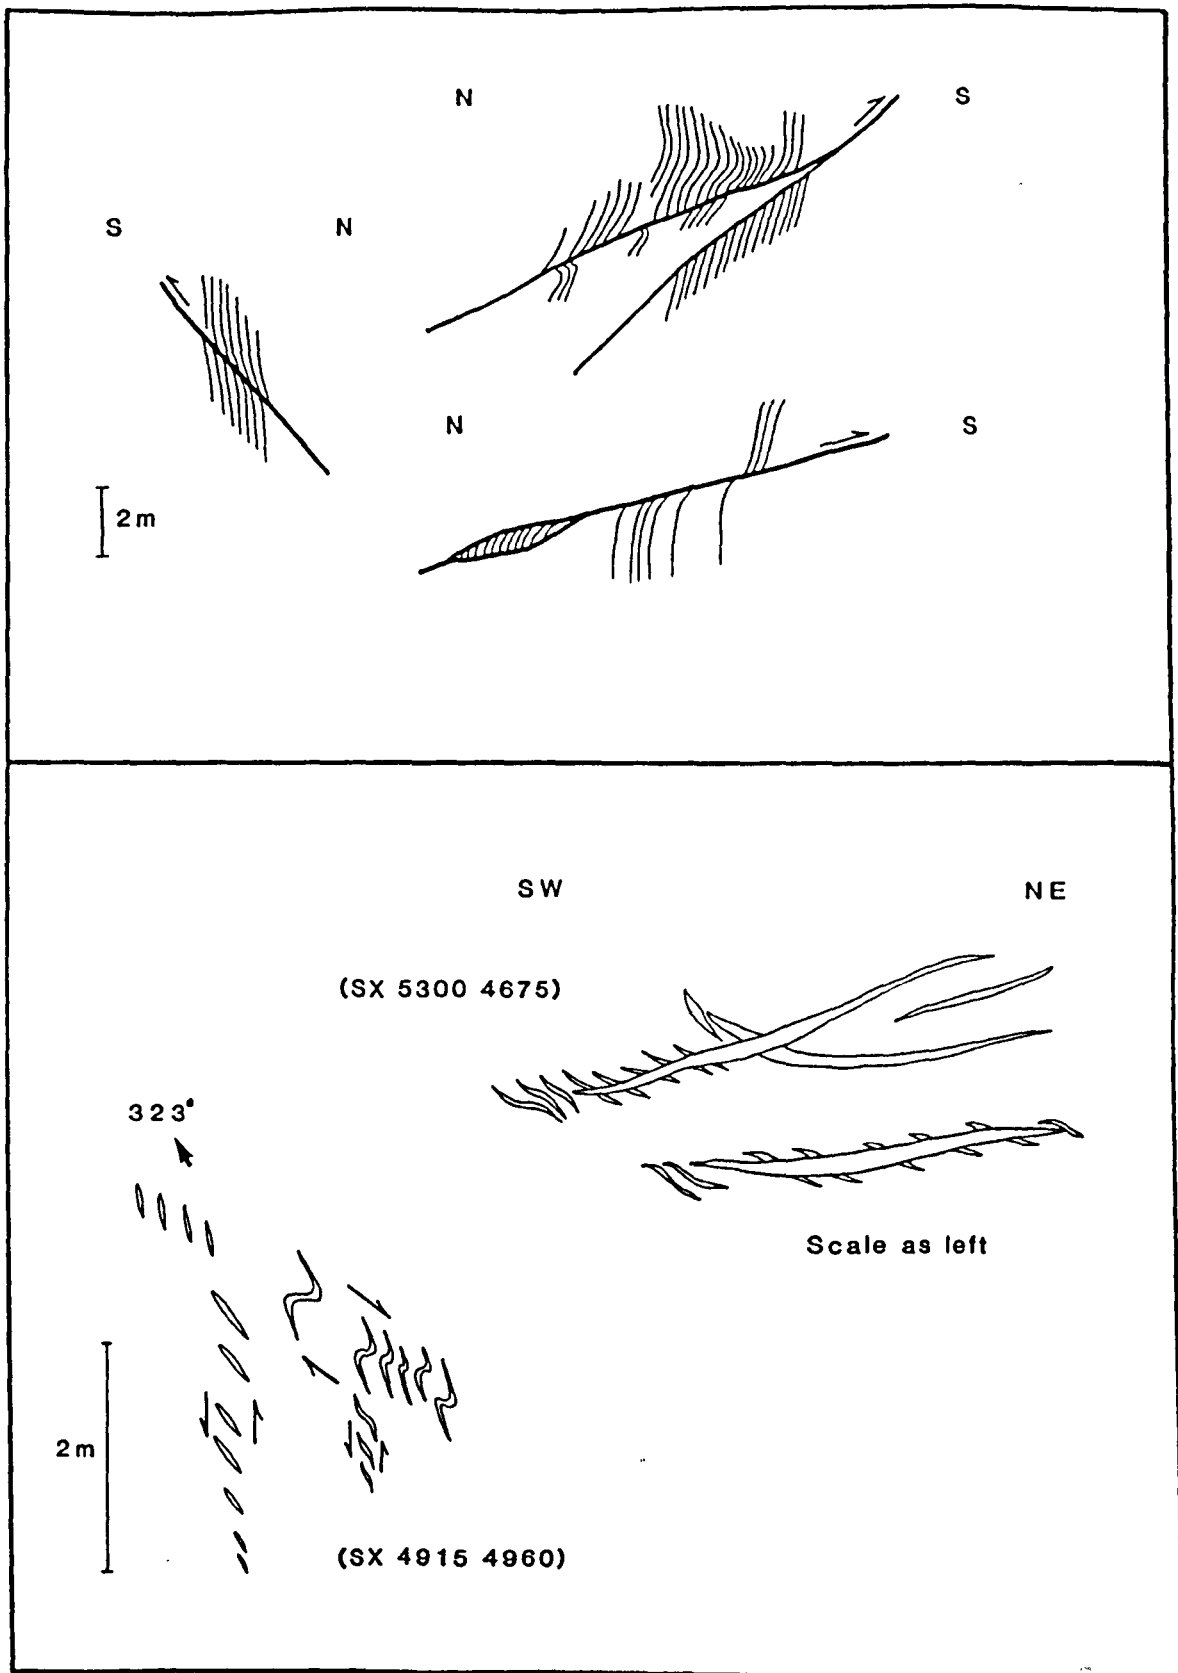 N S
S N
N S
2m
SW NE
(SX 5300 4675)
323°
Scale as left
2m
(SX 4915 4960)